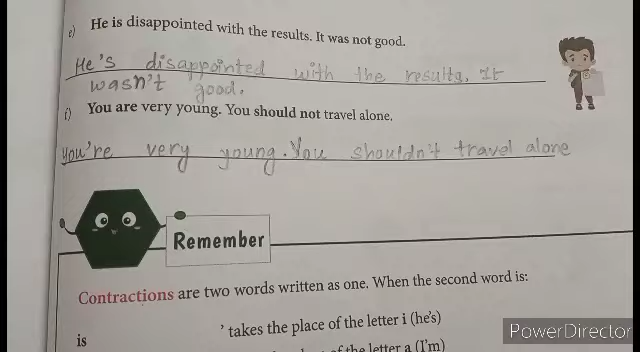 e) He is disappointed with the results. It was not good.
He's disappointed with the results, It
wasn't good.
f) You are very young. You should not travel alone.
you're very young. You shouldn't travel alone
Remember
Contractions are two words written as one. When the second word is:
is ’ takes the place of the letter i (he's)
of the letter a (I'm)
PowerDirector